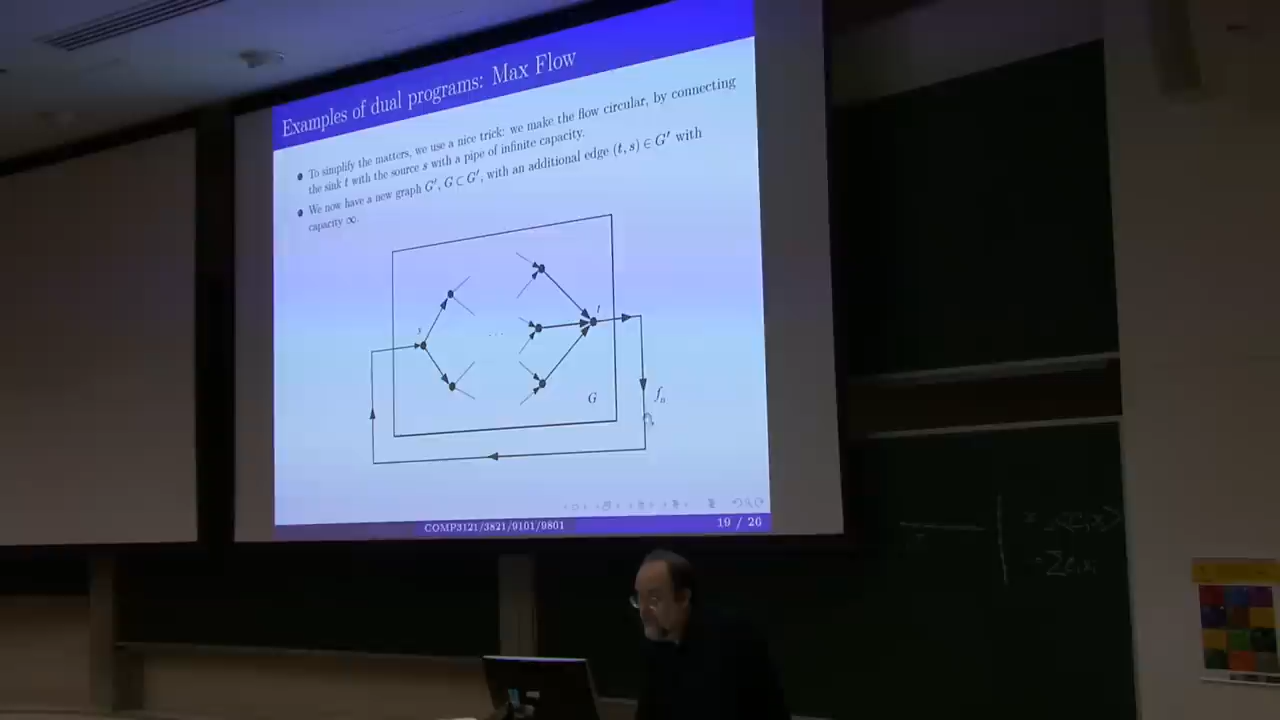 Examples of dual programs: Max Flow
To simplify the matters, we use a nice trick: we make the flow circular, by connecting
the sink t with the source s with a pipe of infinite capacity.
We now have a new graph G′, G ⊂ G′, with an additional edge (t, s) ∈ G′ with
capacity ∞.
s
t
...
G
COMP3121/3821/9101/9801
19 / 26